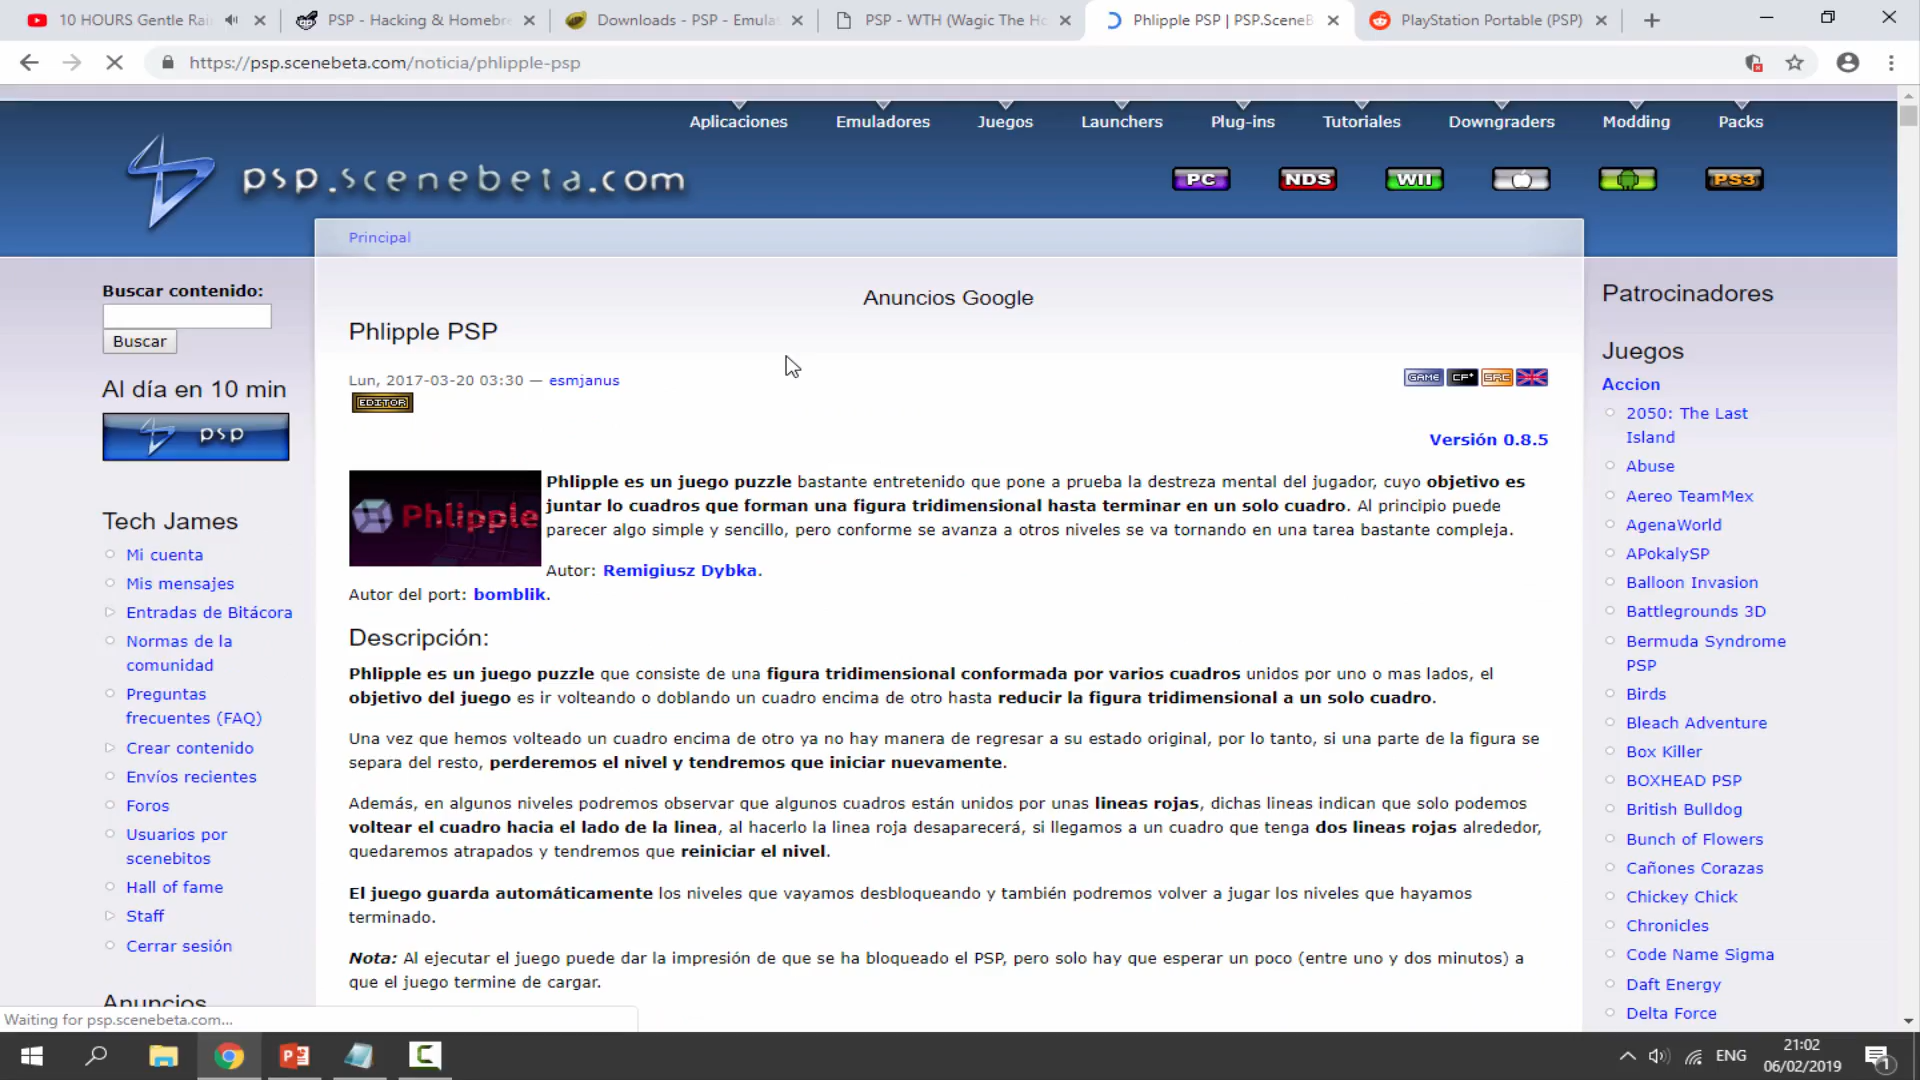 10 HOURS Gentle Rai
PSP - Hacking & Homebre
Downloads - PSP - Emula
PSP - WTH (Wagic The Ho
Phlipple PSP | PSP.SceneB
PlayStation Portable (PSP)
https://psp.scenebeta.com/noticia/phlipple-psp
Aplicaciones Emuladores Juegos Launchers Plug-ins Tutoriales Downgraders Modding Packs
psp.scenebeta.com
PC NDS WII PS3
Principal
Buscar contenido:
Buscar
Al día en 10 min
psp
Tech James
Mi cuenta
Mis mensajes
Entradas de Bitácora
Normas de la
comunidad
Preguntas
frecuentes (FAQ)
Crear contenido
Envíos recientes
Foros
Usuarios por
scenebitos
Hall of fame
Staff
Cerrar sesión
Anuncios
Anuncios Google
Phlipple PSP
Lun, 2017-03-20 03:30 — esmjanus
GAME CF* SRC
EDITOR
Versión 0.8.5
Phlipple
Phlipple es un juego puzzle bastante entretenido que pone a prueba la destreza mental del jugador, cuyo objetivo es
juntar lo cuadros que forman una figura tridimensional hasta terminar en un solo cuadro. Al principio puede
parecer algo simple y sencillo, pero conforme se avanza a otros niveles se va tornando en una tarea bastante compleja.
Autor: Remigiusz Dybka.
Autor del port: bomblik.
Descripción:
Phlipple es un juego puzzle que consiste de una figura tridimensional conformada por varios cuadros unidos por uno o mas lados, el
objetivo del juego es ir volteando o doblando un cuadro encima de otro hasta reducir la figura tridimensional a un solo cuadro.
Una vez que hemos volteado un cuadro encima de otro ya no hay manera de regresar a su estado original, por lo tanto, si una parte de la figura se
separa del resto, perderemos el nivel y tendremos que iniciar nuevamente.
Además, en algunos niveles podremos observar que algunos cuadros están unidos por unas lineas rojas, dichas lineas indican que solo podemos
voltear el cuadro hacia el lado de la linea, al hacerlo la linea roja desaparecerá, si llegamos a un cuadro que tenga dos lineas rojas alrededor,
quedaremos atrapados y tendremos que reiniciar el nivel.
El juego guarda automáticamente los niveles que vayamos desbloqueando y también podremos volver a jugar los niveles que hayamos
terminado.
Nota: Al ejecutar el juego puede dar la impresión de que se ha bloqueado el PSP, pero solo hay que esperar un poco (entre uno y dos minutos) a
que el juego termine de cargar.
Patrocinadores
Juegos
Accion
2050: The Last
Island
Abuse
Aereo TeamMex
AgenaWorld
APokalySP
Balloon Invasion
Battlegrounds 3D
Bermuda Syndrome
PSP
Birds
Bleach Adventure
Box Killer
BOXHEAD PSP
British Bulldog
Bunch of Flowers
Cañones Corazas
Chickey Chick
Chronicles
Code Name Sigma
Daft Energy
Delta Force
Waiting for psp.scenebeta.com...
ENG
21:02
06/02/2019
1